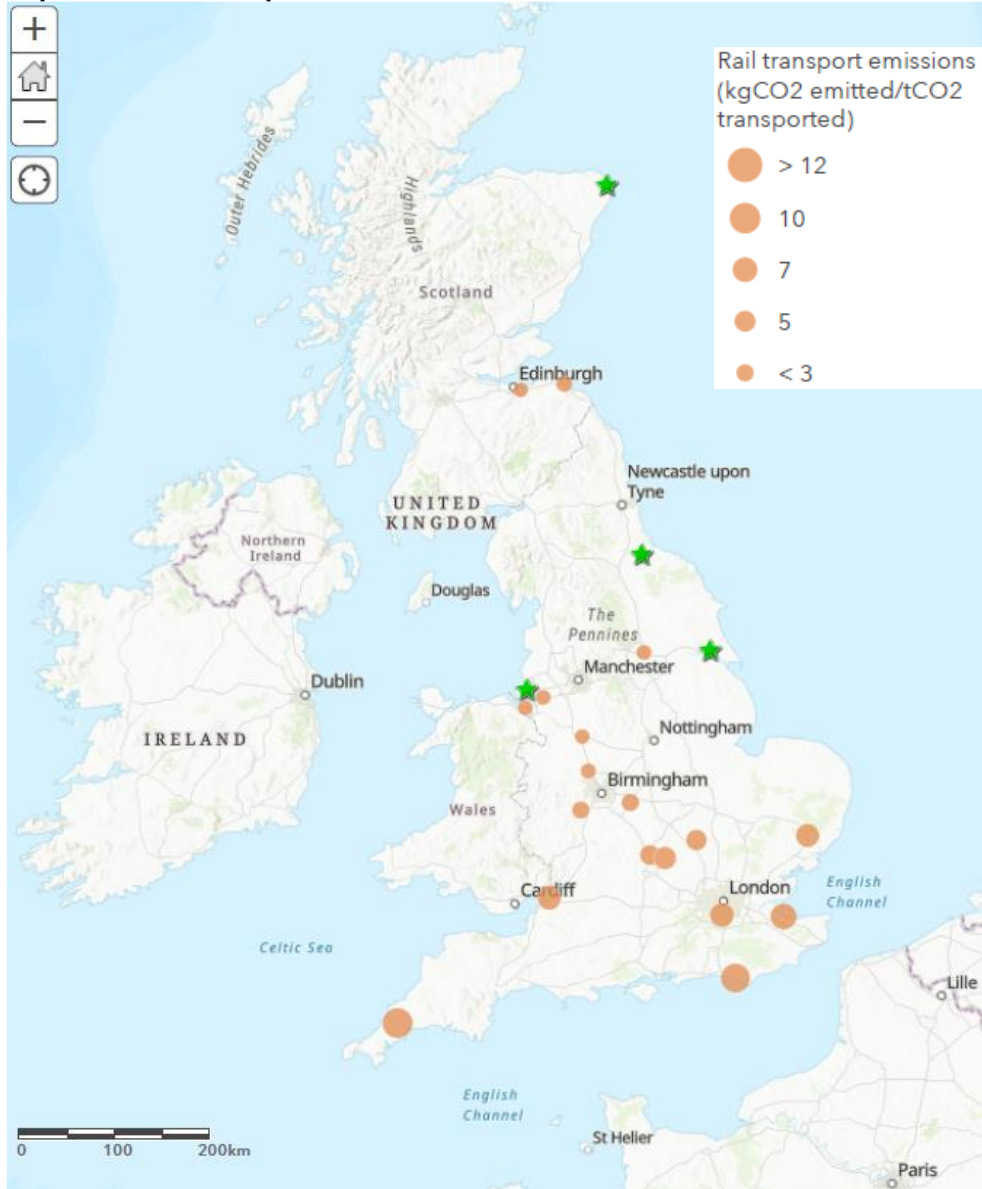 +
−
Rail transport emissions
(kgCO2 emitted/tCO2
transported)
> 12
10
7
5
< 3
Outer Hebrides
Highlands
Scotland
Edinburgh
Newcastle upon
Tyne
UNITED
KINGDOM
Northern
Ireland
Douglas
The
Pennines
Manchester
Dublin
Nottingham
IRELAND
Birmingham
Wales
Cardiff
London
English
Channel
Celtic Sea
Lille
English
Channel
St Helier
0 100 200km
Paris